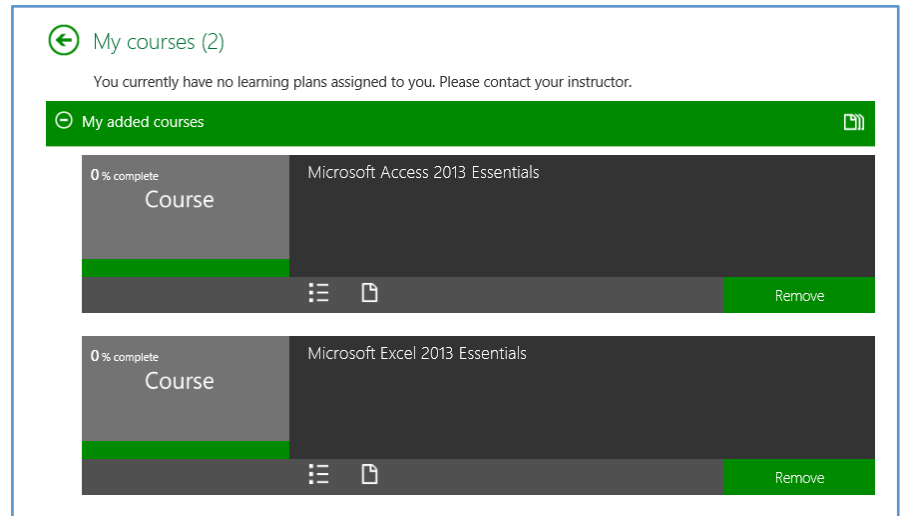 My courses (2)
You currently have no learning plans assigned to you. Please contact your instructor.
My added courses
0 % complete
Course
Microsoft Access 2013 Essentials
Remove
0 % complete
Course
Microsoft Excel 2013 Essentials
Remove